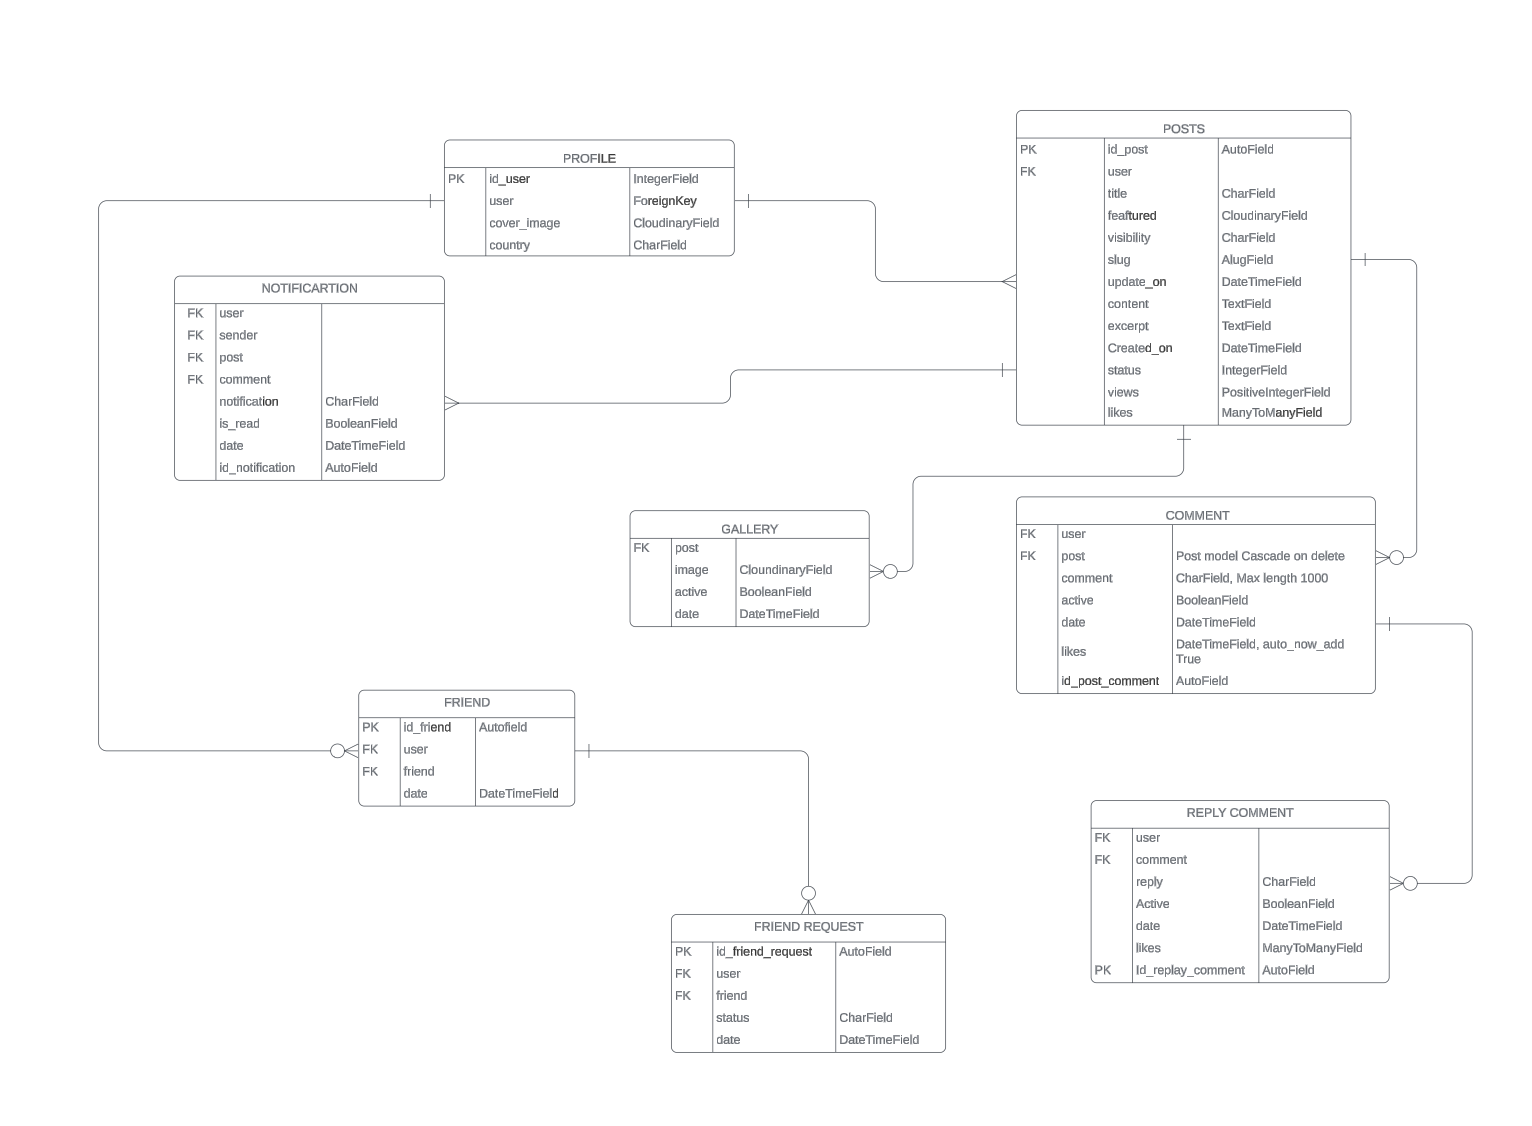 PROFILE
PK id_user IntegerField
user ForeignKey
cover_image CloudinaryField
country CharField
POSTS
PK id_post AutoField
FK user
title CharField
feaftured CloudinaryField
visibility CharField
slug AlugField
update_on DateTimeField
content TextField
excerpt TextField
Created_on DateTimeField
status IntegerField
views PositiveIntegerField
likes ManyToManyField
NOTIFICARTION
FK user
FK sender
FK post
FK comment
notification CharField
is_read BooleanField
date DateTimeField
id_notification AutoField
GALLERY
FK post
image CloundinaryField
active BooleanField
date DateTimeField
COMMENT
FK user
FK post Post model Cascade on delete
comment CharField, Max length 1000
active BooleanField
date DateTimeField
likes DateTimeField, auto_now_add
True
id_post_comment AutoField
FRIEND
PK id_friend Autofield
FK user
FK friend
date DateTimeField
REPLY COMMENT
FK user
FK comment
reply CharField
Active BooleanField
date DateTimeField
likes ManyToManyField
PK Id_replay_comment AutoField
FRIEND REQUEST
PK id_friend_request AutoField
FK user
FK friend
status CharField
date DateTimeField